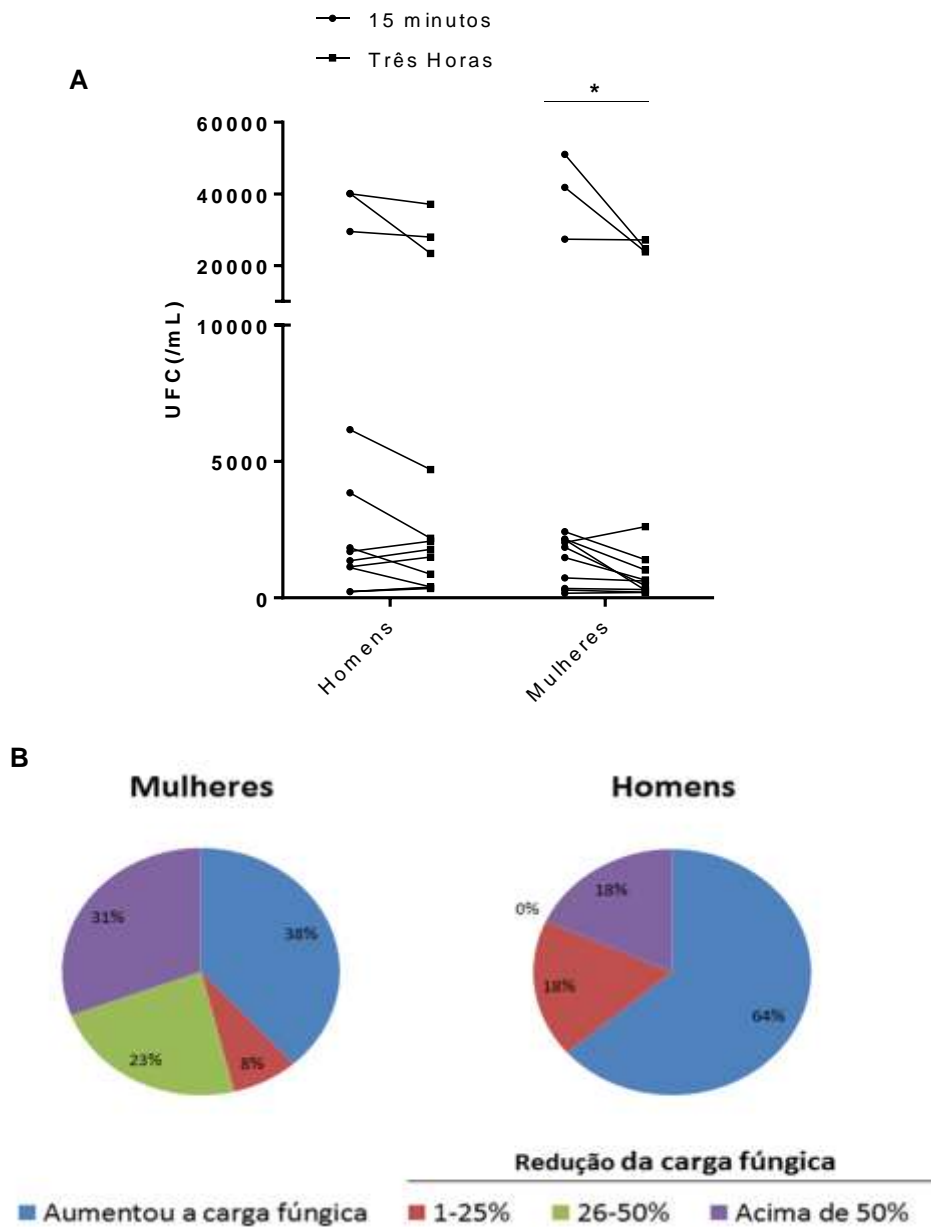 15 minutos
Três Horas
A
*
60000
40000
20000
10000
5000
0
UFC(/mL)
Homens
Mulheres
B
Mulheres
Homens
31%
38%
23%
8%
0%
18%
18%
64%
Redução da carga fúngica
Aumentou a carga fúngica 1-25% 26-50% Acima de 50%